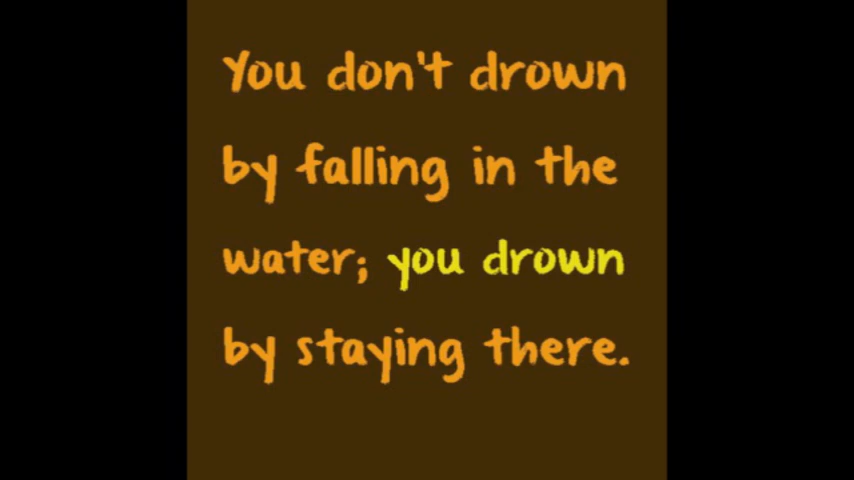 You don't drown
by falling in the
water; you drown
by staying there.